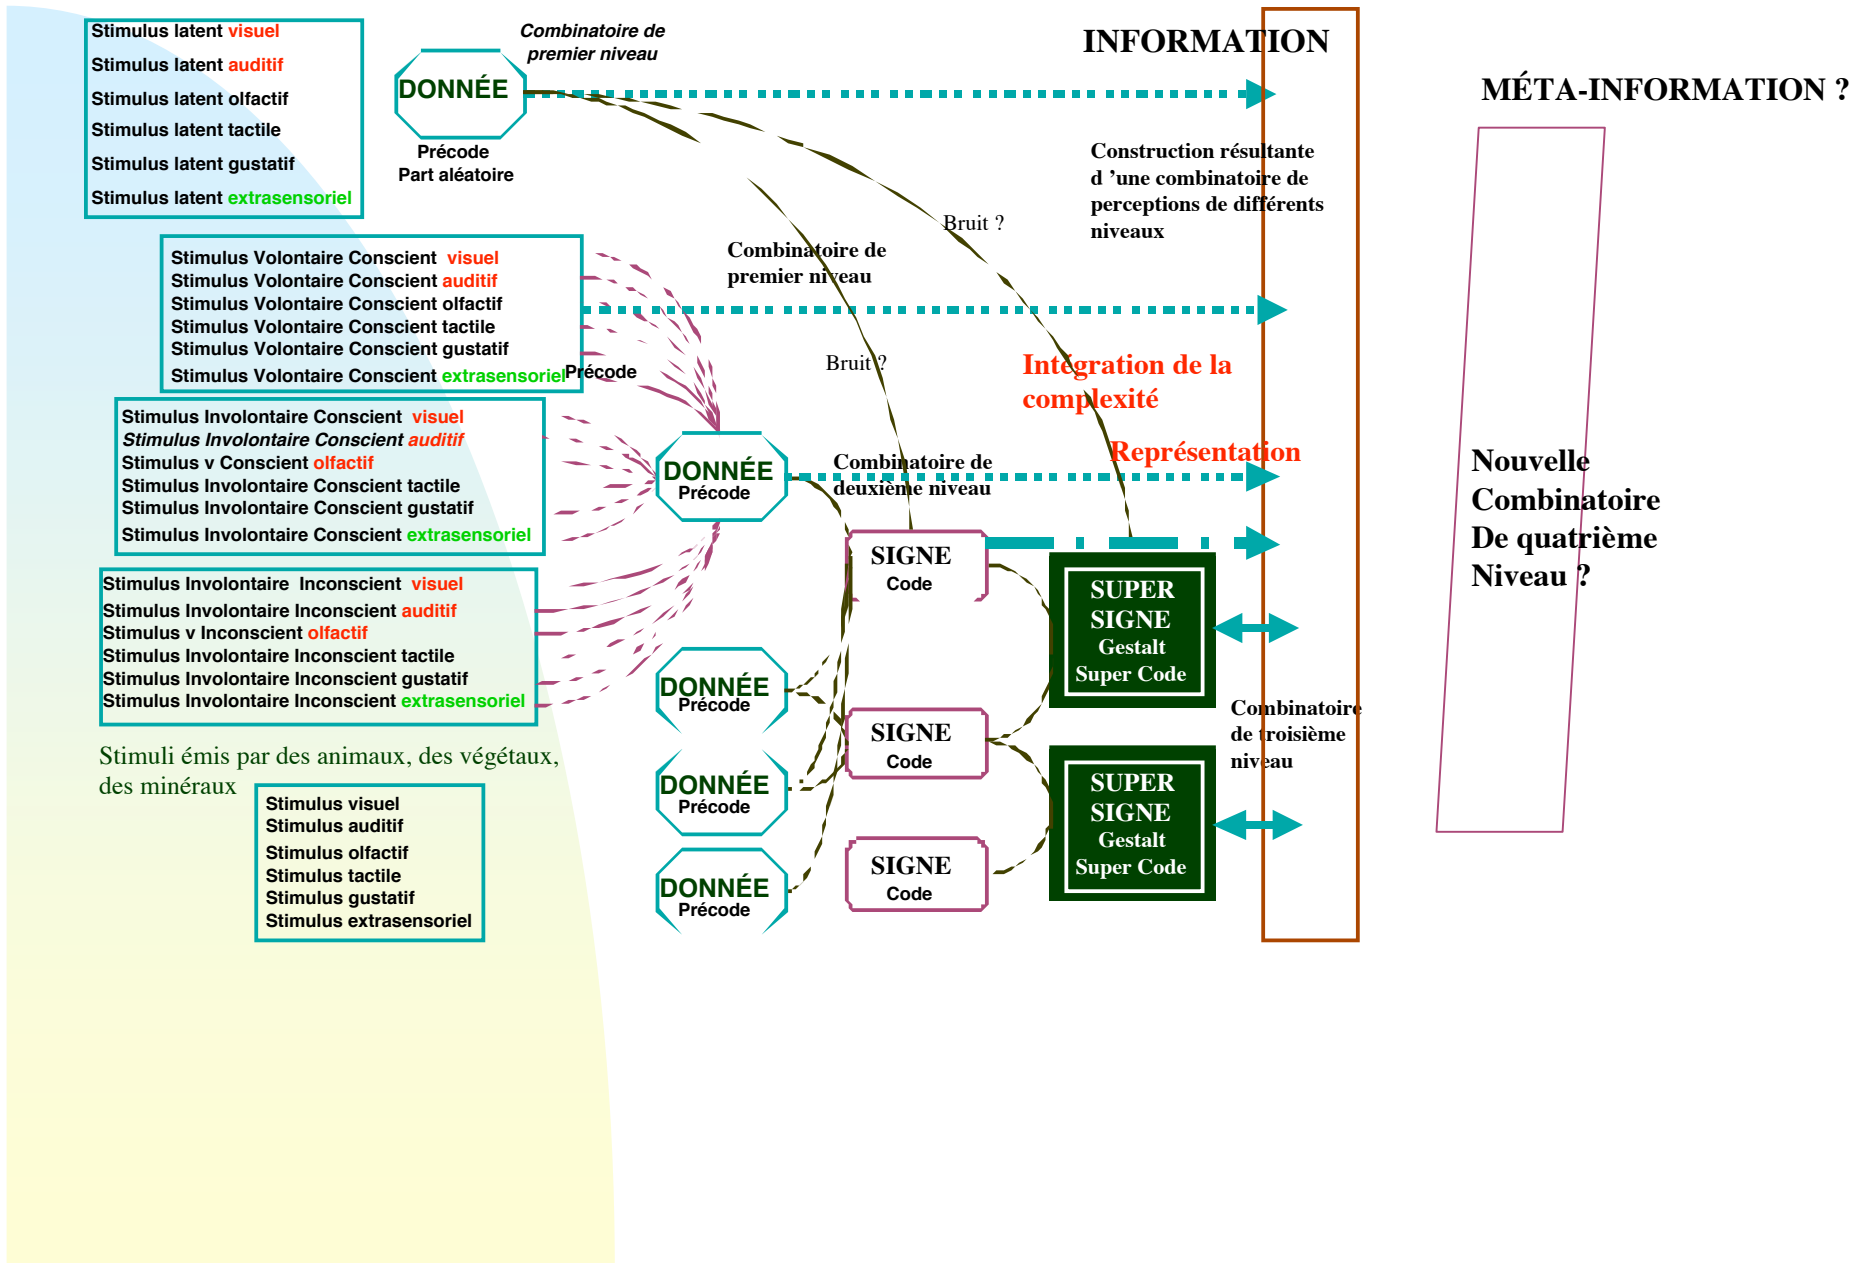 Stimulus latent visuel
Stimulus latent auditif
Stimulus latent olfactif
Stimulus latent tactile
Stimulus latent gustatif
Stimulus latent extrasensoriel
Combinatoire de
premier niveau
DONNÉE
Précode
Part aléatoire
INFORMATION
MÉTA-INFORMATION ?
Construction résultante
d ’une combinatoire de
perceptions de différents
niveaux
Bruit ?
Combinatoire de
premier niveau
Stimulus Volontaire Conscient visuel
Stimulus Volontaire Conscient auditif
Stimulus Volontaire Conscient olfactif
Stimulus Volontaire Conscient tactile
Stimulus Volontaire Conscient gustatif
Stimulus Volontaire Conscient extrasensoriel
Précode
Bruit ?
Intégration de la
complexité
Représentation
Stimulus Involontaire Conscient visuel
Stimulus Involontaire Conscient auditif
Stimulus v Conscient olfactif
Stimulus Involontaire Conscient tactile
Stimulus Involontaire Conscient gustatif
Stimulus Involontaire Conscient extrasensoriel
DONNÉE
Précode
Combinatoire de
deuxième niveau
Nouvelle
Combinatoire
De quatrième
Niveau ?
Stimulus Involontaire Inconscient visuel
Stimulus Involontaire Inconscient auditif
Stimulus v Inconscient olfactif
Stimulus Involontaire Inconscient tactile
Stimulus Involontaire Inconscient gustatif
Stimulus Involontaire Inconscient extrasensoriel
SIGNE
Code
SUPER
SIGNE
Gestalt
Super Code
DONNÉE
Précode
SIGNE
Code
Combinatoire
de troisième
niveau
Stimuli émis par des animaux, des végétaux,
des minéraux
DONNÉE
Précode
SUPER
SIGNE
Gestalt
Super Code
Stimulus visuel
Stimulus auditif
Stimulus olfactif
Stimulus tactile
Stimulus gustatif
Stimulus extrasensoriel
DONNÉE
Précode
SIGNE
Code